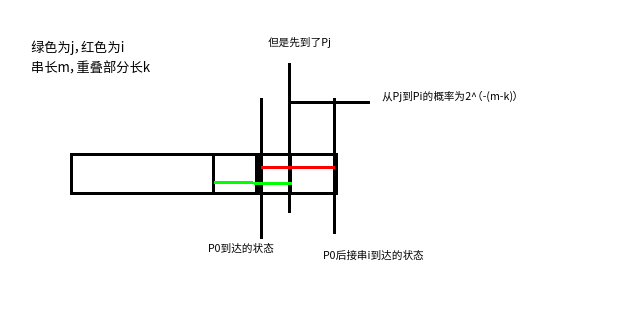 但是先到了Pj
绿色为j，红色为i
串长m，重叠部分长k
从Pj到Pi的概率为2^（-(m-k)）
P0到达的状态
P0后接串i到达的状态